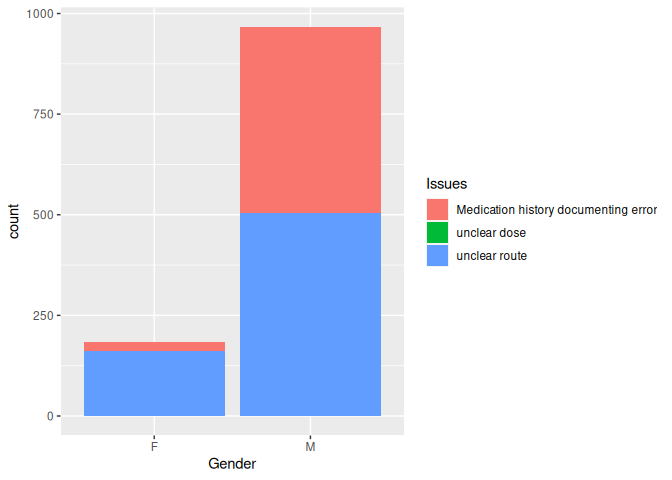 1000
750
500
250
0
count
F M
Gender
Issues
Medication history documenting error
unclear dose
unclear route